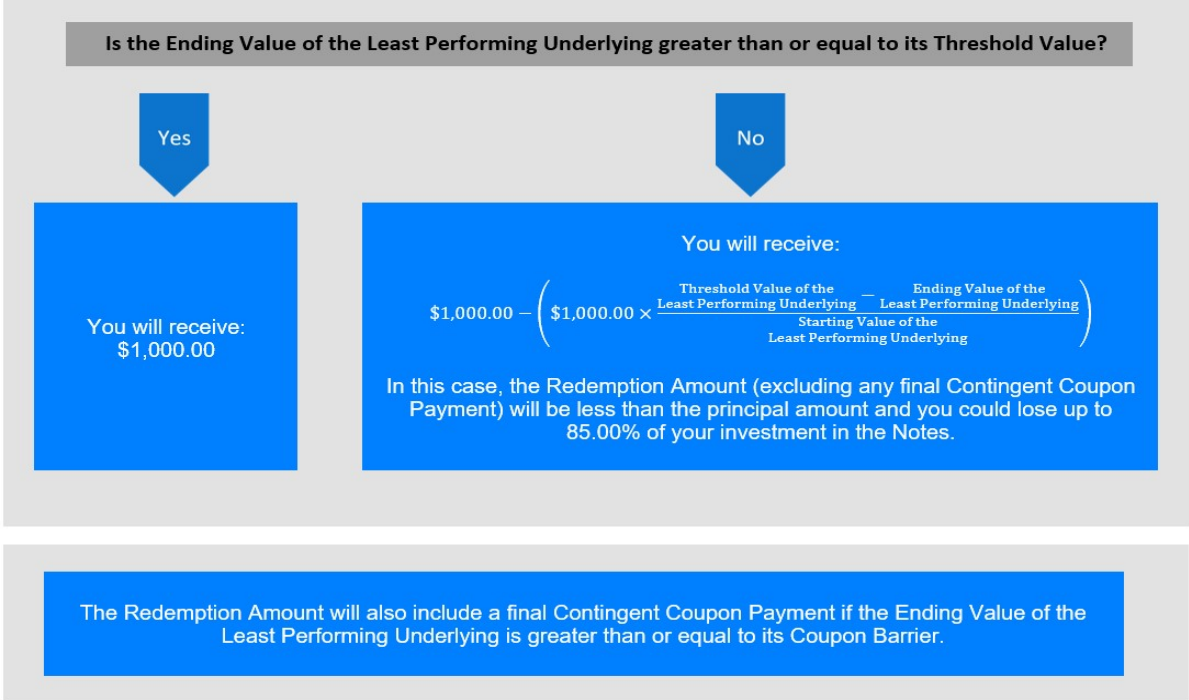 Is the Ending Value of the Least Performing Underlying greater than or equal to its Threshold Value?
Yes
No
You will receive:
$1,000.00
You will receive:
$1,000.00 − ($1,000.00 × (Threshold Value of the Least Performing Underlying − Ending Value of the Least Performing Underlying) / Starting Value of the Least Performing Underlying)
In this case, the Redemption Amount (excluding any final Contingent Coupon
Payment) will be less than the principal amount and you could lose up to
85.00% of your investment in the Notes.
The Redemption Amount will also include a final Contingent Coupon Payment if the Ending Value of the
Least Performing Underlying is greater than or equal to its Coupon Barrier.